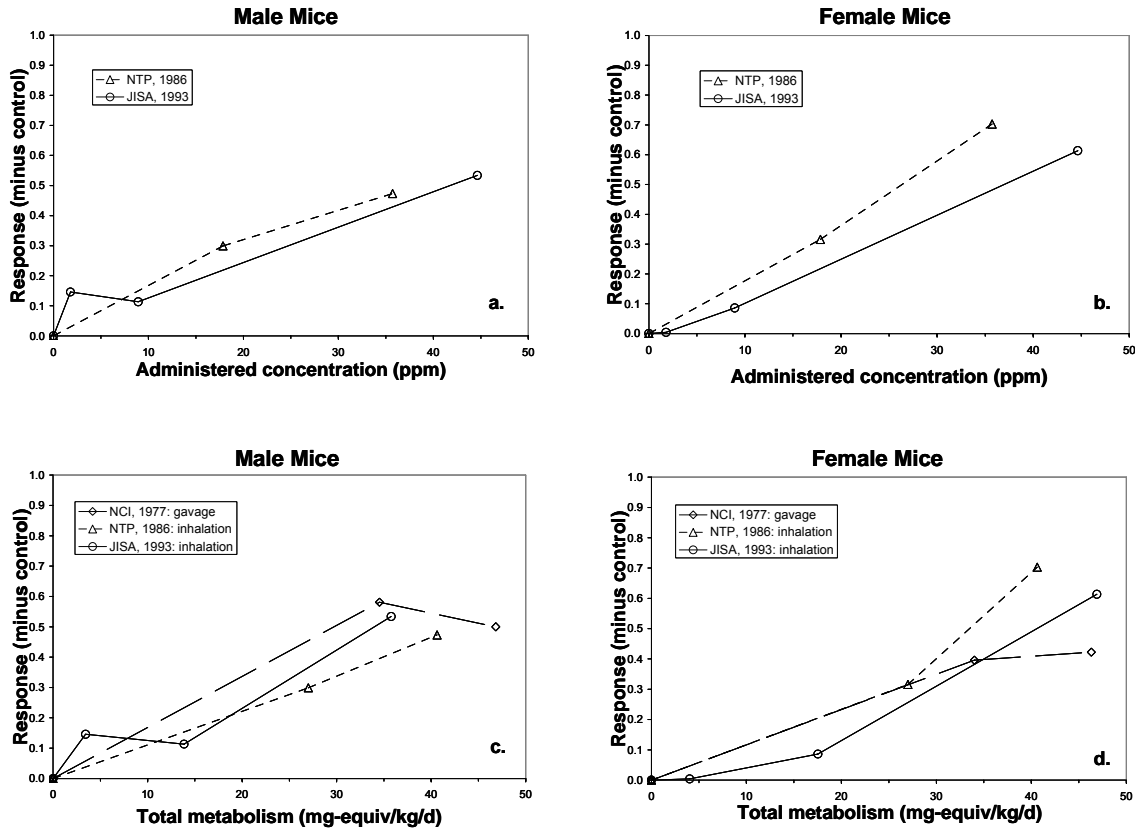 Male Mice
Response (minus control)
1.0
0.9
0.8
0.7
0.6
0.5
0.4
0.3
0.2
0.1
0.0
NTP, 1986
JISA, 1993
a.
0 10 20 30 40 50
Administered concentration (ppm)
Female Mice
Response (minus control)
1.0
0.9
0.8
0.7
0.6
0.5
0.4
0.3
0.2
0.1
0.0
NTP, 1986
JISA, 1993
b.
0 10 20 30 40 50
Administered concentration (ppm)
Male Mice
Response (minus control)
1.0
0.9
0.8
0.7
0.6
0.5
0.4
0.3
0.2
0.1
0.0
NCI, 1977: gavage
NTP, 1986: inhalation
JISA, 1993: inhalation
c.
0 10 20 30 40 50
Total metabolism (mg-equiv/kg/d)
Female Mice
Response (minus control)
1.0
0.9
0.8
0.7
0.6
0.5
0.4
0.3
0.2
0.1
0.0
NCI, 1977: gavage
NTP, 1986: inhalation
JISA, 1993: inhalation
d.
0 10 20 30 40 50
Total metabolism (mg-equiv/kg/d)